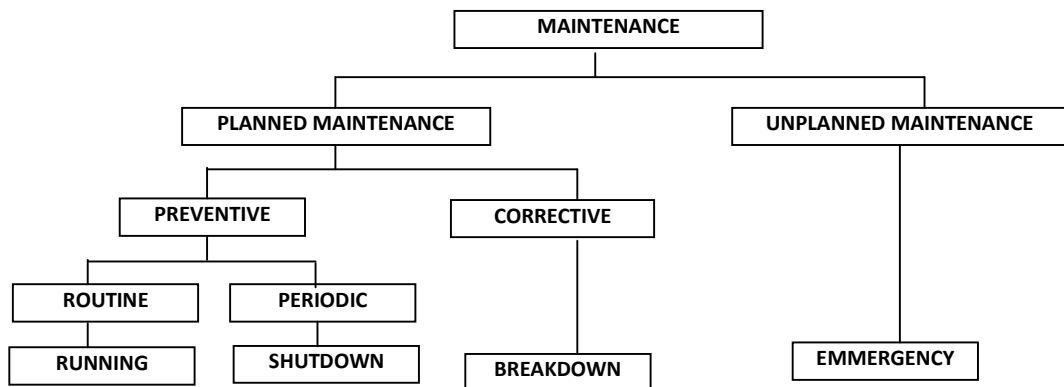 MAINTENANCE
PLANNED MAINTENANCE
UNPLANNED MAINTENANCE
PREVENTIVE
CORRECTIVE
ROUTINE
PERIODIC
RUNNING
SHUTDOWN
BREAKDOWN
EMMERGENCY